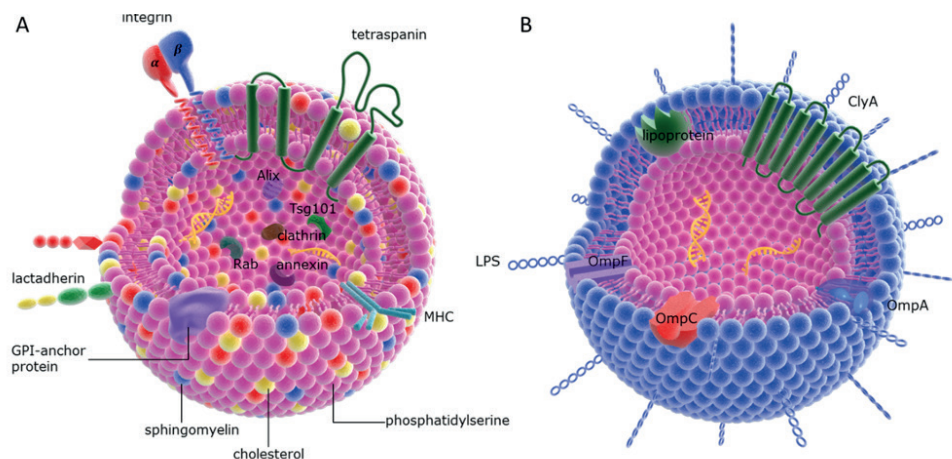 A
integrin
α
β
tetraspanin
Alix
Tsg101
clathrin
Rab
annexin
lactadherin
MHC
GPI-anchor
protein
phosphatidylserine
sphingomyelin
cholesterol
B
ClyA
lipoprotein
LPS
OmpF
OmpA
OmpC